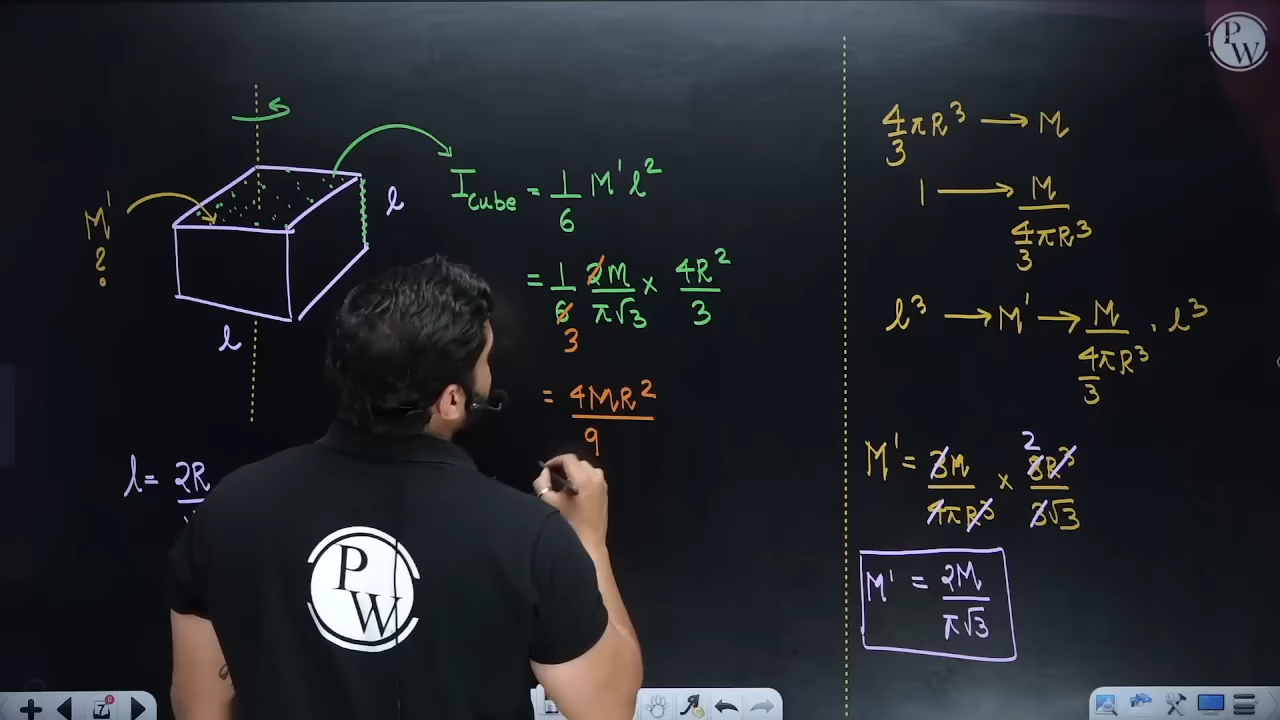 M'
?
l
l
l = 2R
I_Cube = 1/6 M' l²
= 1/6 2M/π√3 × 4R²/3
3
= 4MR²/9
4/3 πR³ → M
1 → M / (4/3 πR³)
l³ → M' → M / (4/3 πR³) . l³
M' = 3M/4πR³ × 8R³/3√3
2
M' = 2M/π√3
PW
PW